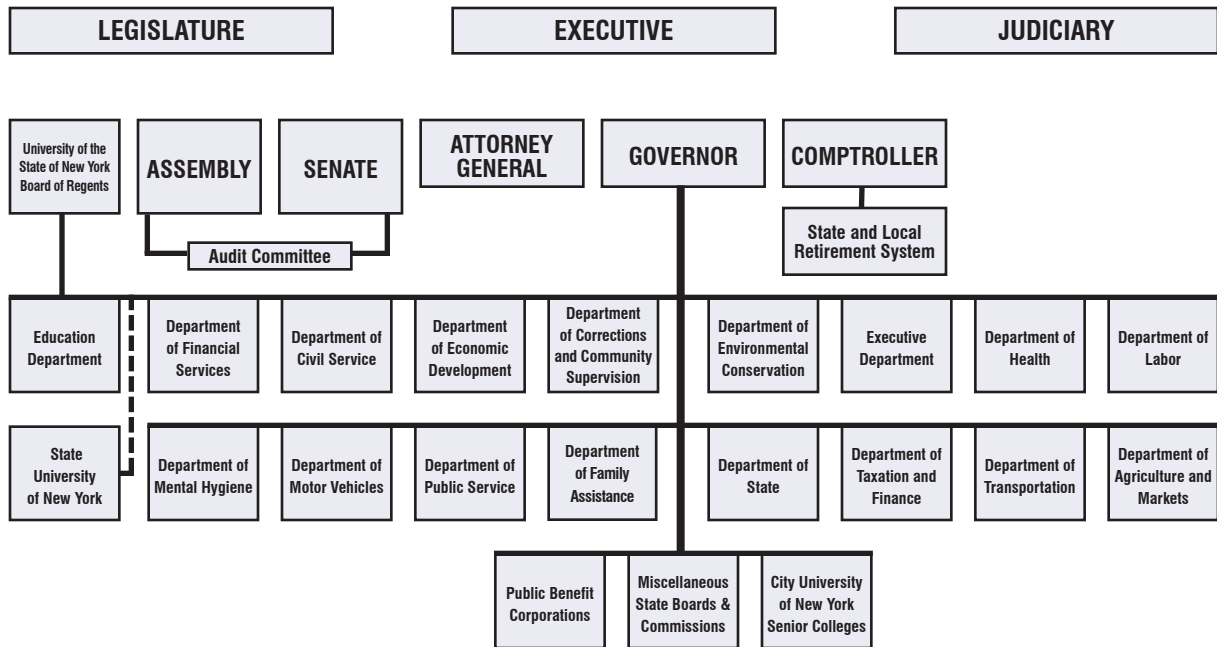 LEGISLATURE
EXECUTIVE
JUDICIARY
University of the
State of New York
Board of Regents
ASSEMBLY
SENATE
ATTORNEY
GENERAL
GOVERNOR
COMPTROLLER
Audit Committee
State and Local
Retirement System
Education
Department
Department
of Financial
Services
Department of
Civil Service
Department
of Economic
Development
Department
of Corrections
and Community
Supervision
Department of
Environmental
Conservation
Executive
Department
Department of
Health
Department of
Labor
State
University
of New York
Department of
Mental Hygiene
Department of
Motor Vehicles
Department of
Public Service
Department
of Family
Assistance
Department of
State
Department of
Taxation and
Finance
Department of
Transportation
Department of
Agriculture and
Markets
Public Benefit
Corporations
Miscellaneous
State Boards &
Commissions
City University
of New York
Senior Colleges